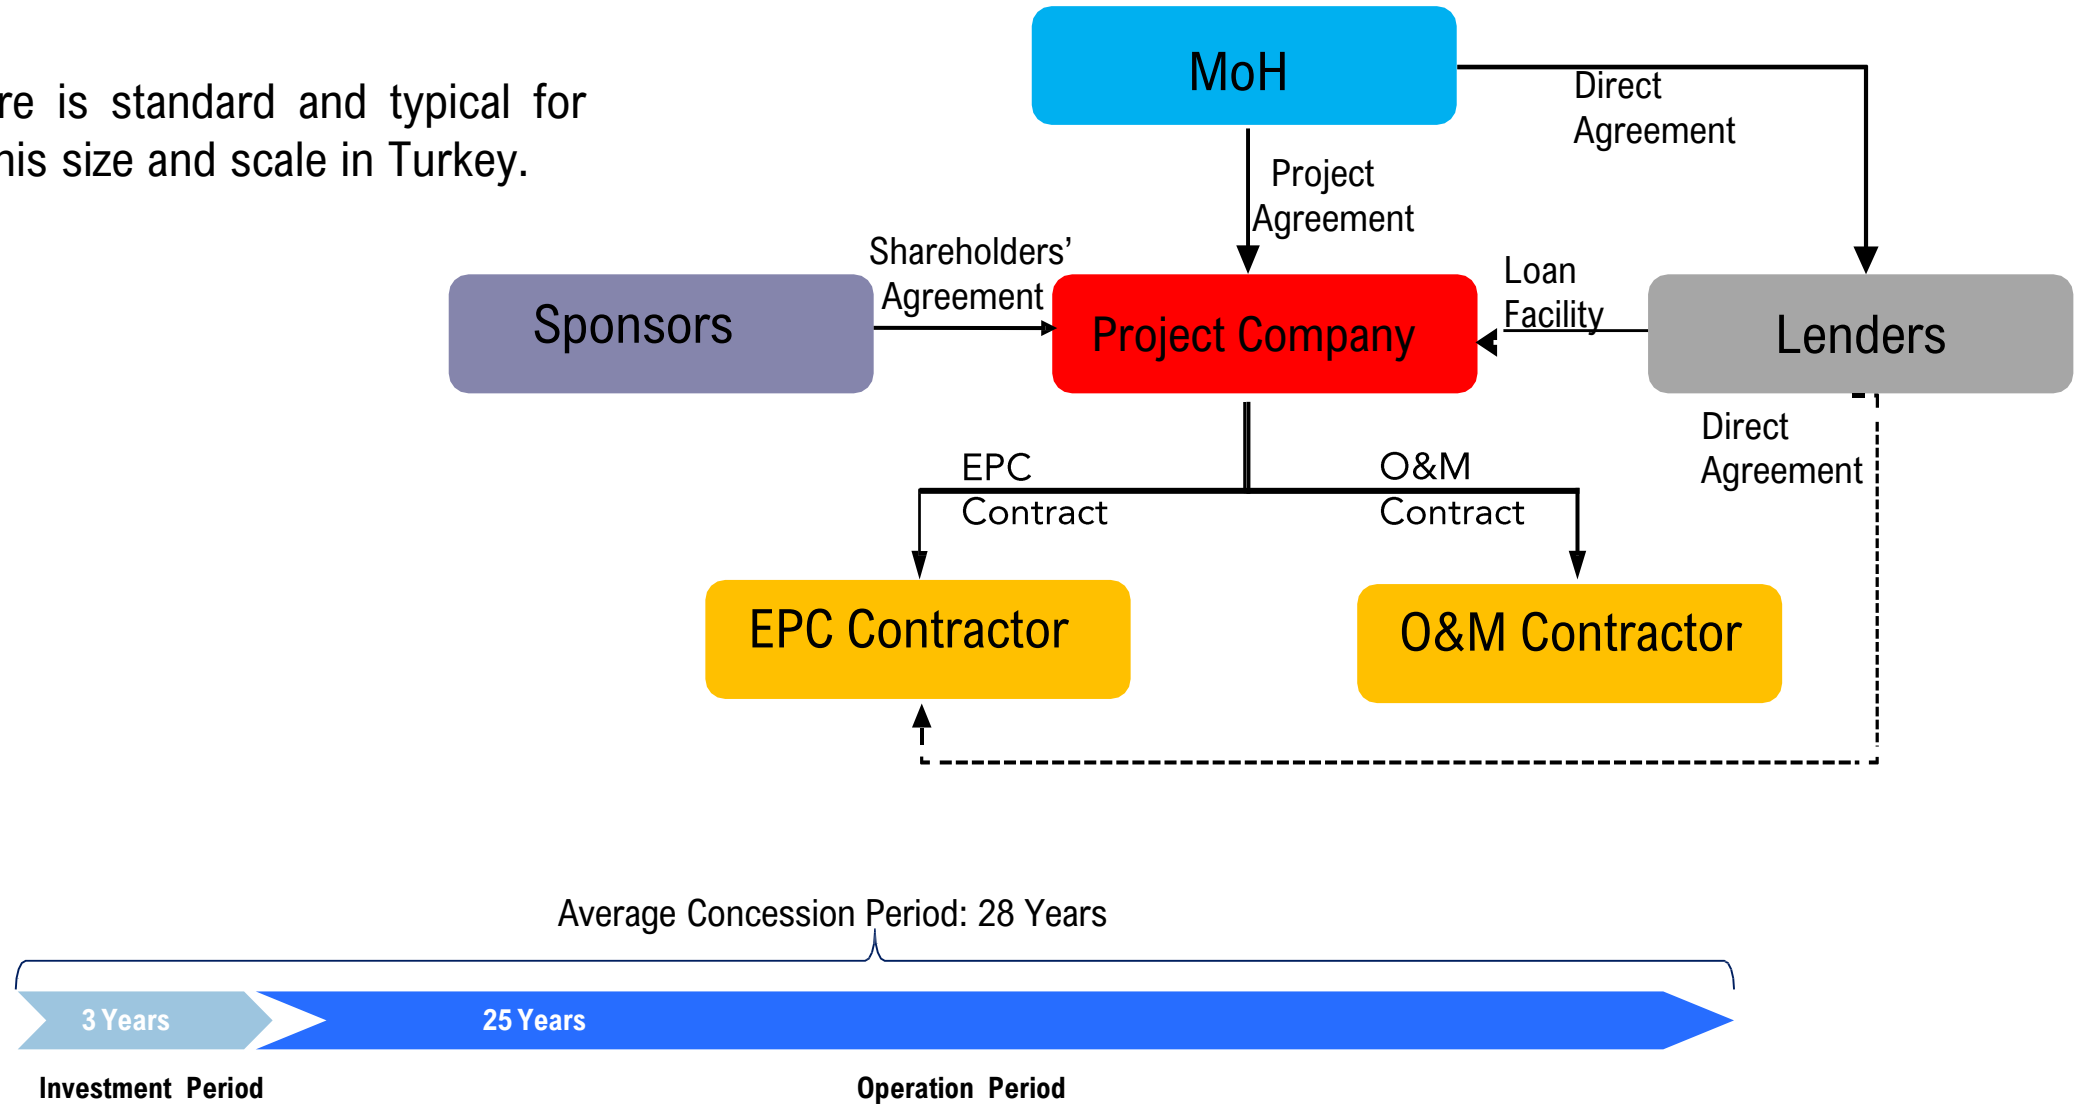 MoH
Direct
Agreement
is standard and typical for
size and scale in Turkey.
Project
Agreement
Shareholders’
Agreement
Loan
Facility
Sponsors
Project Company
Lenders
Direct
Agreement
EPC
Contract
O&M
Contract
EPC Contractor
O&M Contractor
Average Concession Period: 28 Years
3 Years
25 Years
Investment Period
Operation Period